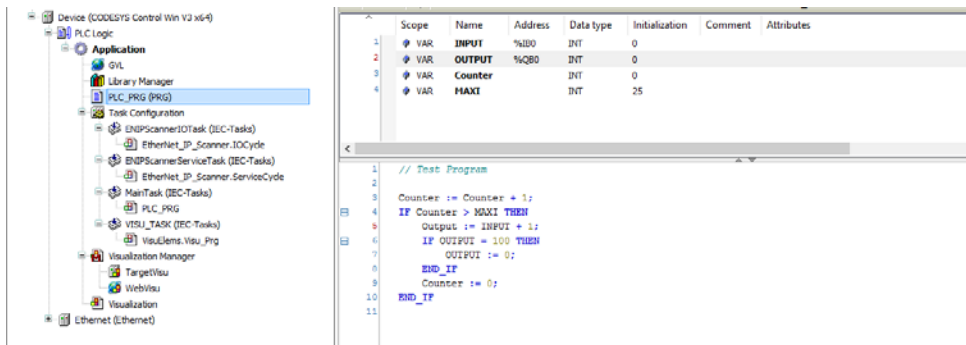 Device (CODESYS Control Win V3 x64)
PLC Logic
Application
GVL
Library Manager
PLC_PRG (PRG)
Task Configuration
ENIPScannerIOTask (IEC-Tasks)
EtherNet_IP_Scanner.IOCycle
ENIPScannerServiceTask (IEC-Tasks)
EtherNet_IP_Scanner.ServiceCycle
MainTask (IEC-Tasks)
PLC_PRG
VISU_TASK (IEC-Tasks)
VisuElems.Visu_Prg
Visualization Manager
TargetVisu
WebVisu
Visualization
Ethernet (Ethernet)
Scope Name Address Data type Initialization Comment Attributes
1 VAR INPUT %IB0 INT 0
2 VAR OUTPUT %QB0 INT 0
3 VAR Counter INT 0
4 VAR MAXI INT 25
1 // Test Program
2
3 Counter := Counter + 1;
4 IF Counter > MAXI THEN
5 Output := INPUT + 1;
6 IF OUTPUT = 100 THEN
7 OUTPUT := 0;
8 END_IF
9 Counter := 0;
10 END_IF
11